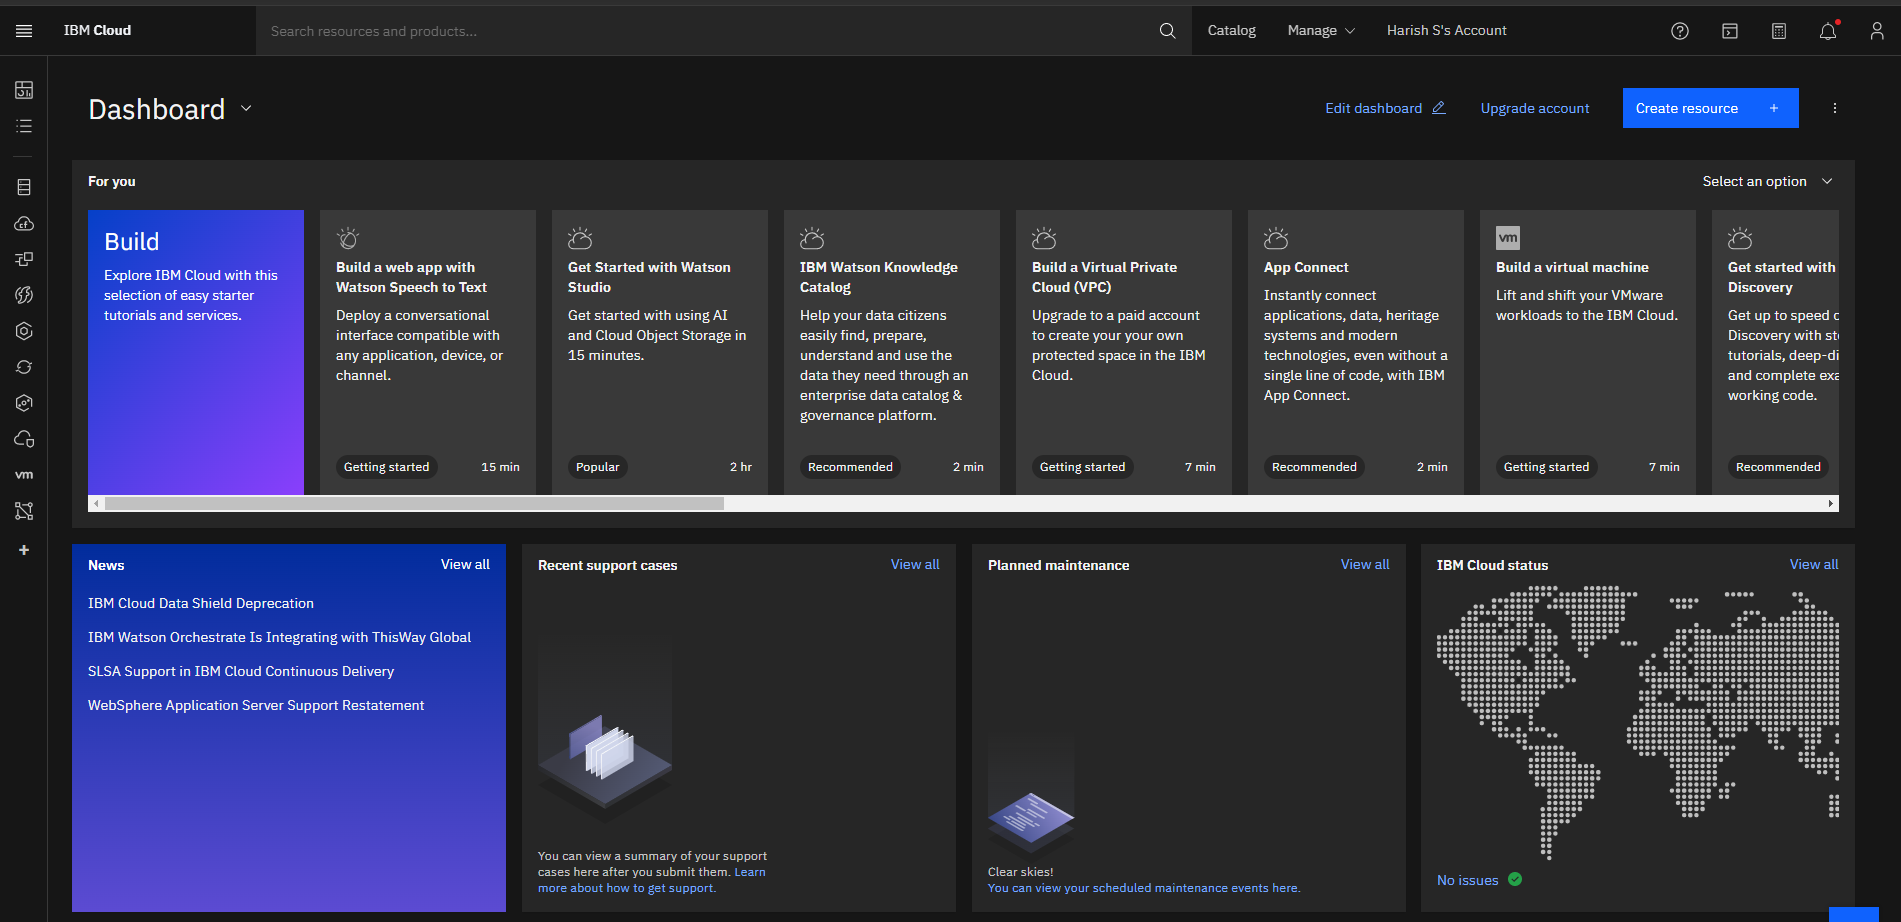 IBM Cloud
Search resources and products...
Catalog
Manage
Harish S's Account
Dashboard
Edit dashboard
Upgrade account
Create resource +
For you
Select an option
Build
Explore IBM Cloud with this
selection of easy starter
tutorials and services.
Build a web app with
Watson Speech to Text
Deploy a conversational
interface compatible with
any application, device, or
channel.
Getting started
15 min
Get Started with Watson
Studio
Get started with using AI
and Cloud Object Storage in
15 minutes.
Popular
2 hr
IBM Watson Knowledge
Catalog
Help your data citizens
easily find, prepare,
understand and use the
data they need through an
enterprise data catalog &
governance platform.
Recommended
2 min
Build a Virtual Private
Cloud (VPC)
Upgrade to a paid account
to create your your own
protected space in the IBM
Cloud.
Getting started
7 min
App Connect
Instantly connect
applications, data, heritage
systems and modern
technologies, even without a
single line of code, with IBM
App Connect.
Recommended
2 min
vm
Build a virtual machine
Lift and shift your VMware
workloads to the IBM Cloud.
Getting started
7 min
Get started with
Discovery
Get up to speed
Discovery with
tutorials,
and complete
working code.
Recommended
cf
vm
News
View all
IBM Cloud Data Shield Deprecation
IBM Watson Orchestrate Is Integrating with ThisWay Global
SLSA Support in IBM Cloud Continuous Delivery
WebSphere Application Server Support Restatement
Recent support cases
View all
You can view a summary of your support
cases here after you submit them. Learn
more about how to get support.
Planned maintenance
View all
Clear skies!
You can view your scheduled maintenance events here.
IBM Cloud status
View all
No issues